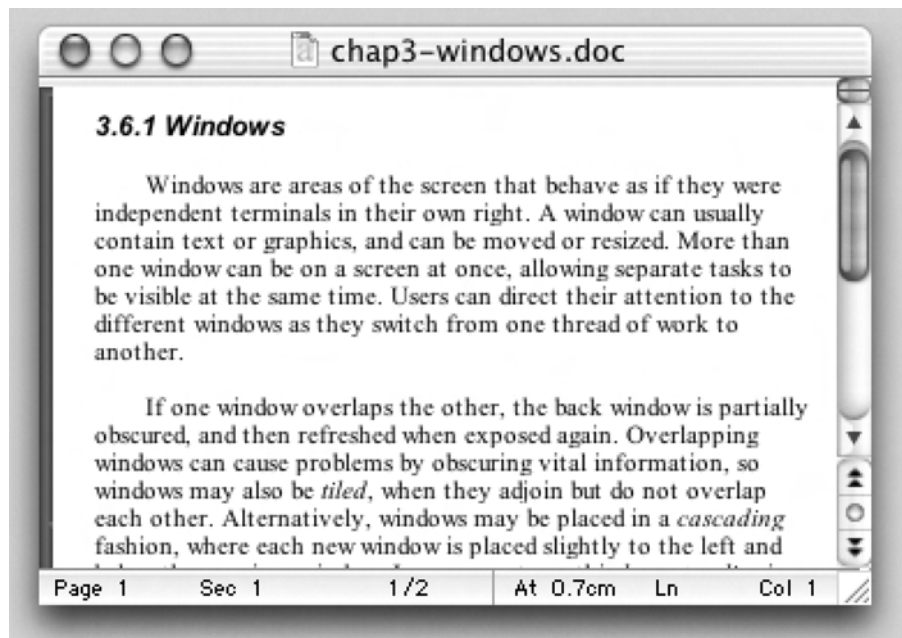 chap3-windows.doc
3.6.1 Windows
Windows are areas of the screen that behave as if they were
independent terminals in their own right. A window can usually
contain text or graphics, and can be moved or resized. More than
one window can be on a screen at once, allowing separate tasks to
be visible at the same time. Users can direct their attention to the
different windows as they switch from one thread of work to
another.
If one window overlaps the other, the back window is partially
obscured, and then refreshed when exposed again. Overlapping
windows can cause problems by obscuring vital information, so
windows may also be tiled, when they adjoin but do not overlap
each other. Alternatively, windows may be placed in a cascading
fashion, where each new window is placed slightly to the left and
Page 1 Sec 1 1/2 At 0.7cm Ln Col 1